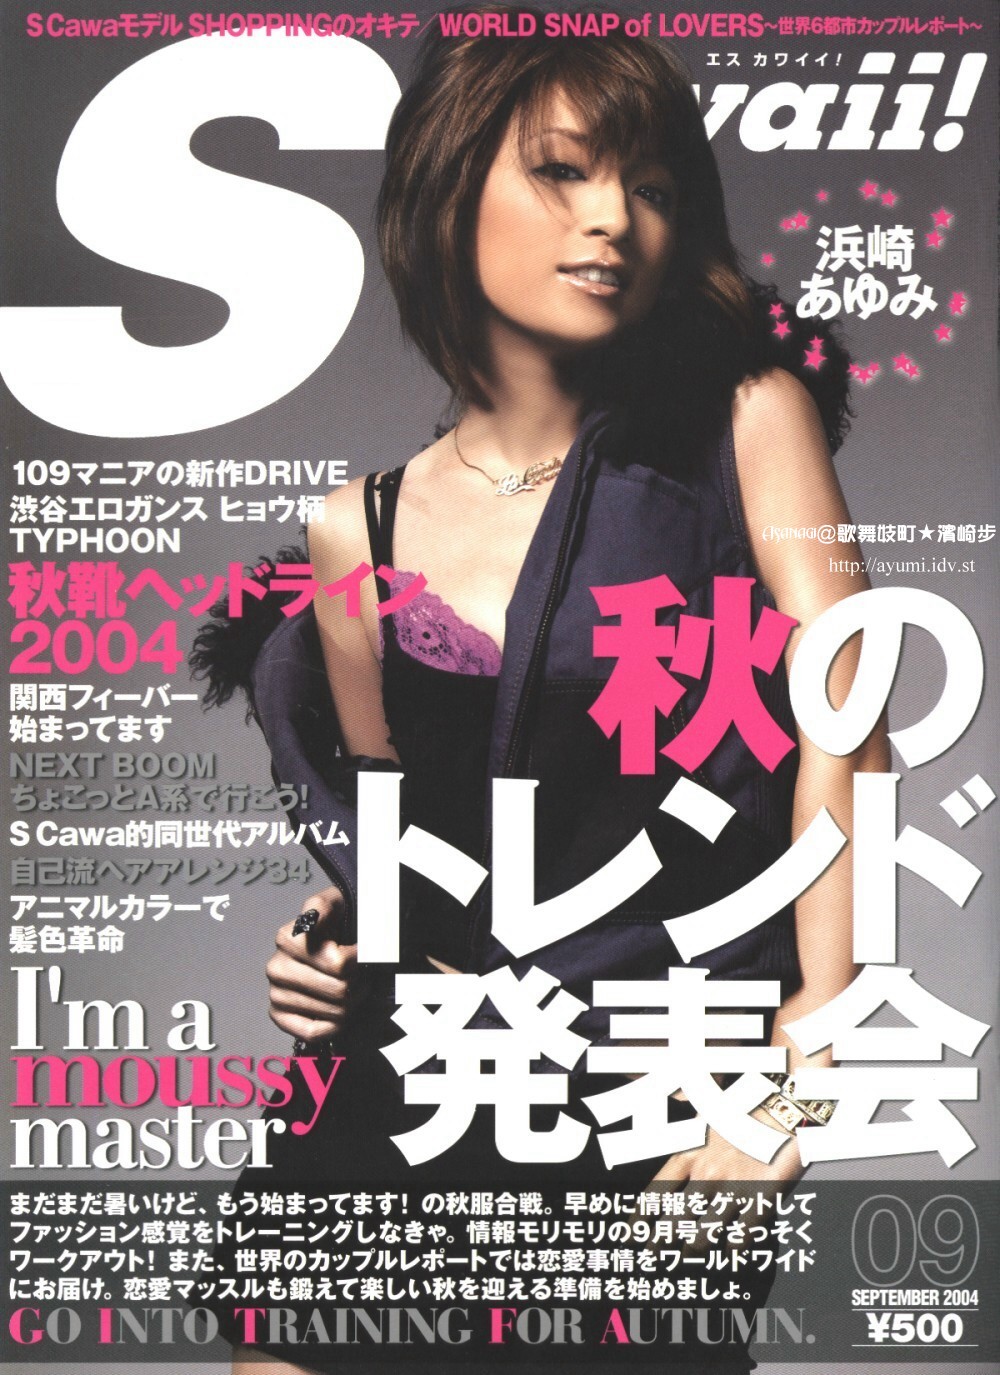 S Cawaモデル SHOPPINGのオキテ/WORLD SNAP of LOVERS～世界6都市カップルレポート～
エス カワイイ!
S waii!
浜崎
あゆみ
109マニアの新作DRIVE
渋谷エロガンス ヒョウ柄
TYPHOON
ASANAGI@歌舞妓町★濱崎步
http://ayumi.idv.st
秋靴ヘッドライン
2004
秋の
トレンド
発表会
関西フィーバー
始まってます
NEXT BOOM
ちょこっとA系で行こう!
S Cawa的同世代アルバム
自己流ヘアアレンジ34
アニマルカラーで
髪色革命
I'm a
moussy
master
まだまだ暑いけど、もう始まってます! の秋服合戦。早めに情報をゲットして
ファッション感覚をトレーニングしなきゃ。情報モリモリの9月号でさっそく
ワークアウト! また、世界のカップルレポートでは恋愛事情をワールドワイド
にお届け。恋愛マッスルも鍛えて楽しい秋を迎える準備を始めましょ。
GO INTO TRAINING FOR AUTUMN.
09
SEPTEMBER 2004
¥500